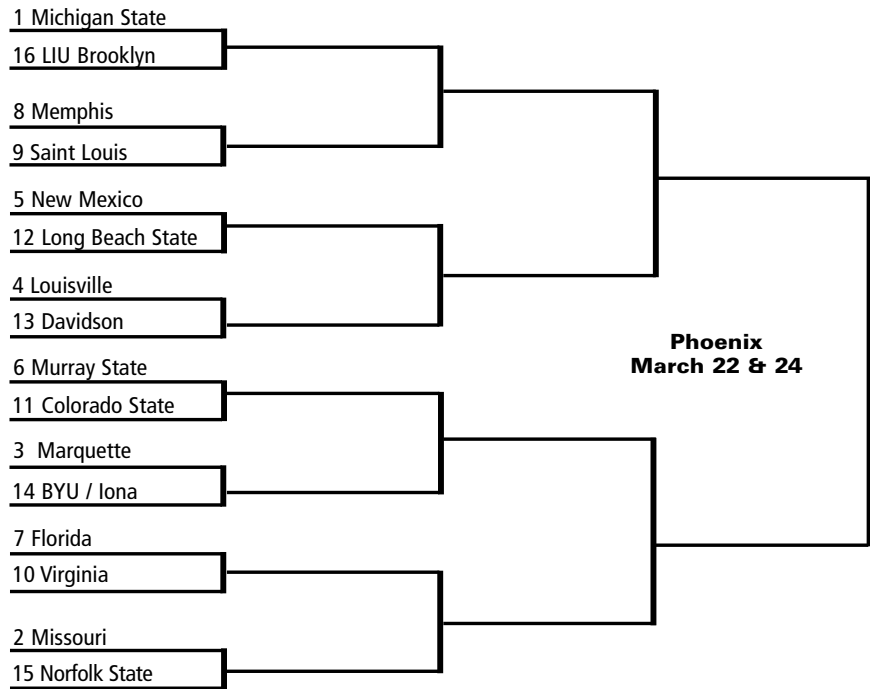 1 Michigan State
16 LIU Brooklyn
8 Memphis
9 Saint Louis
5 New Mexico
12 Long Beach State
4 Louisville
13 Davidson
6 Murray State
11 Colorado State
3 Marquette
14 BYU / Iona
7 Florida
10 Virginia
2 Missouri
15 Norfolk State
Phoenix
March 22 & 24